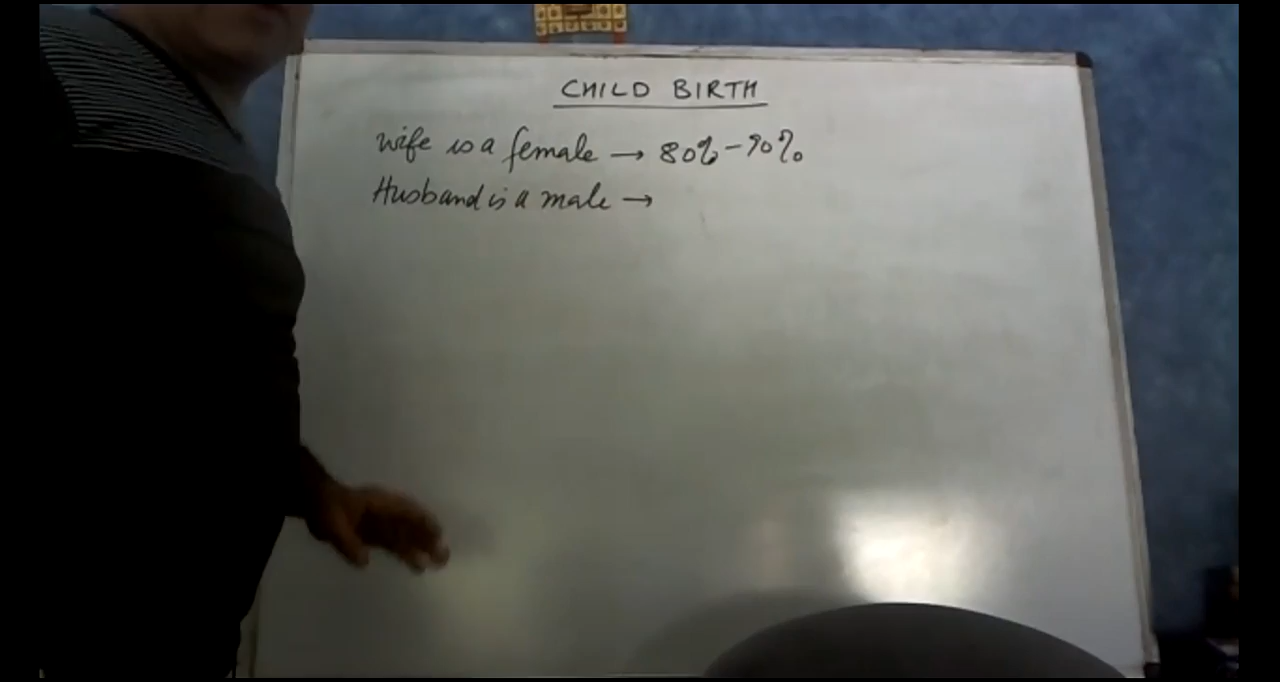 CHILD BIRTH
Wife is a female → 80% - 90%
Husband is a male →